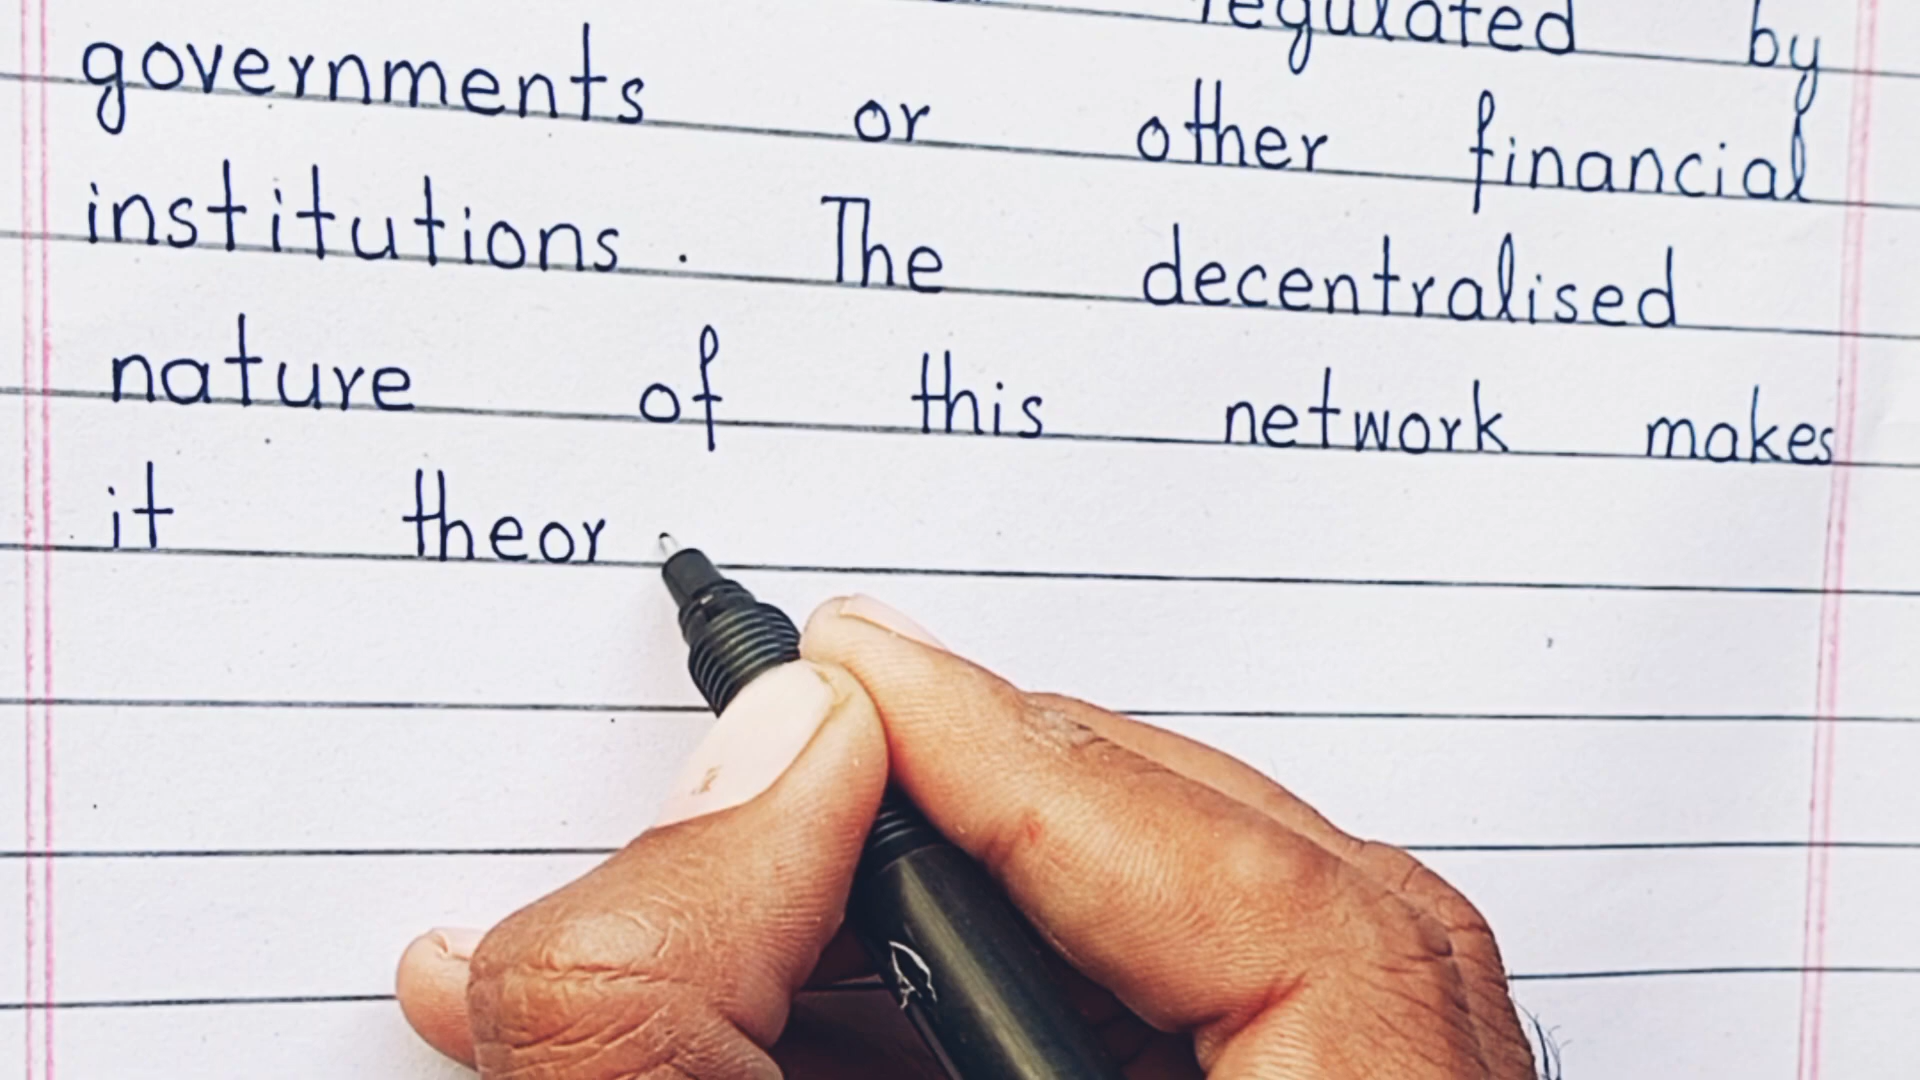 regulated by
governments or other financial
institutions. The decentralised
nature of this network makes
it theor